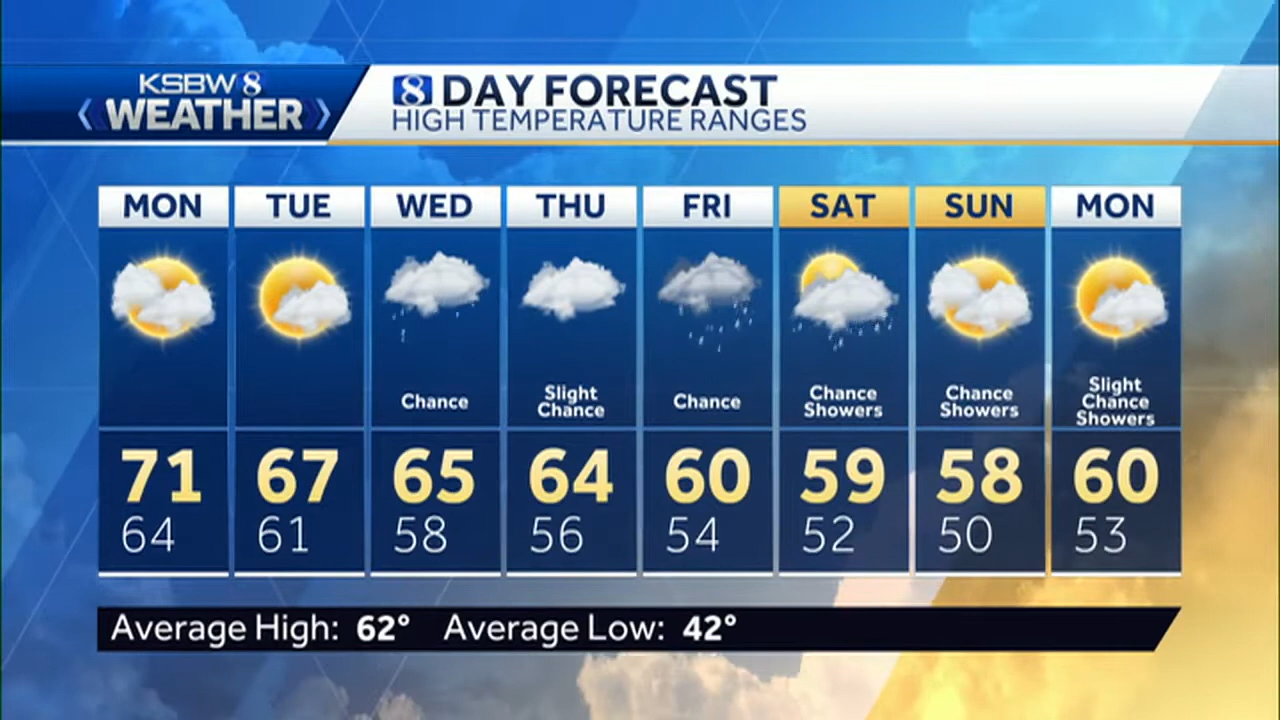 KSBW 8
WEATHER
8 DAY FORECAST
HIGH TEMPERATURE RANGES
MON TUE WED THU FRI SAT SUN MON
Chance
Slight
Chance
Chance
Chance
Showers
Chance
Showers
Slight
Chance
Showers
71 67 65 64 60 59 58 60
64 61 58 56 54 52 50 53
Average High: 62° Average Low: 42°